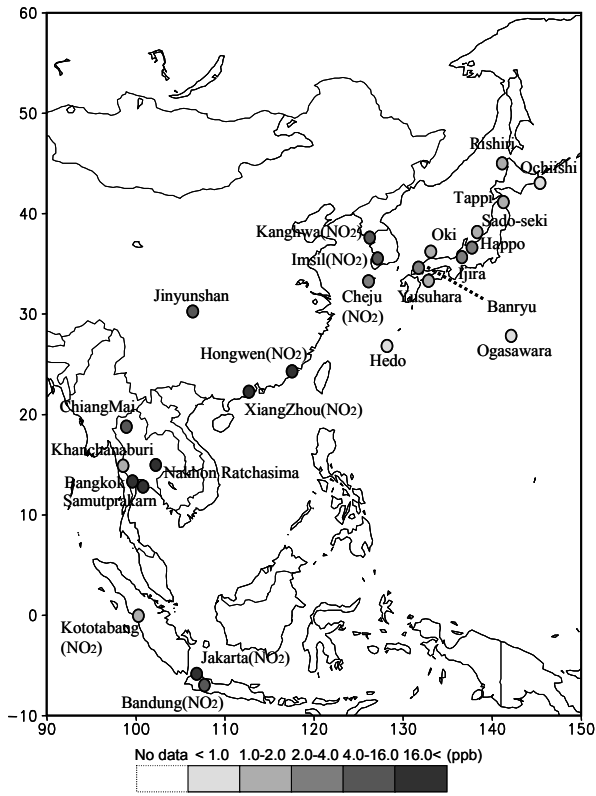 60
50
40
30
20
10
0
−10
90
100
110
120
130
140
150
Rishiri
Ochiishi
Tappi
Sado-seki
Kanghwa(NO2)
Oki
Happo
Imsil(NO2)
Ijira
Cheju
(NO2)
Yusuhara
Banryu
Jinyunshan
Hedo
Ogasawara
Hongwen(NO2)
XiangZhou(NO2)
ChiangMai
Khanchanaburi
Nakhon Ratchasima
Bangkok
Samutprakarn
Kototabang
(NO2)
Jakarta(NO2)
Bandung(NO2)
No data < 1.0 1.0-2.0 2.0-4.0 4.0-16.0 16.0< (ppb)